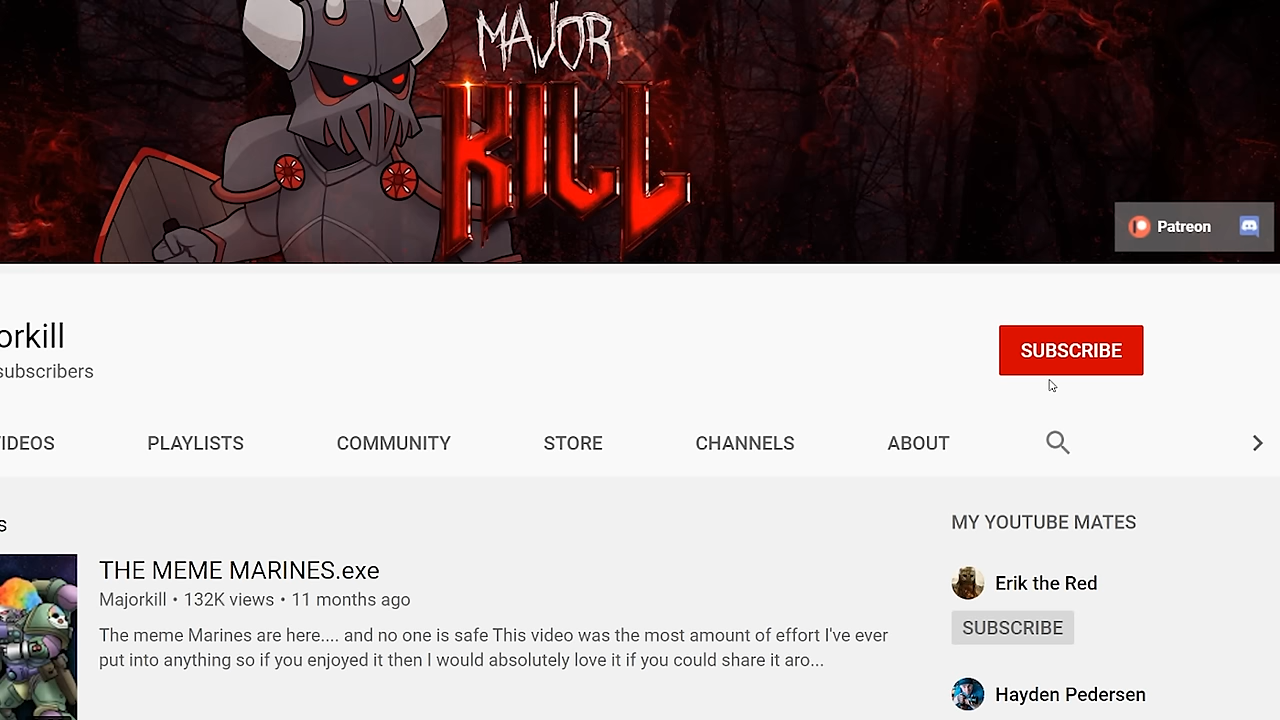 MAJOR
KILL
Patreon
orkill
subscribers
SUBSCRIBE
VIDEOS
PLAYLISTS
COMMUNITY
STORE
CHANNELS
ABOUT
s
MY YOUTUBE MATES
THE MEME MARINES.exe
Majorkill • 132K views • 11 months ago
The meme Marines are here.... and no one is safe This video was the most amount of effort I've ever
put into anything so if you enjoyed it then I would absolutely love it if you could share it aro...
Erik the Red
SUBSCRIBE
Hayden Pedersen